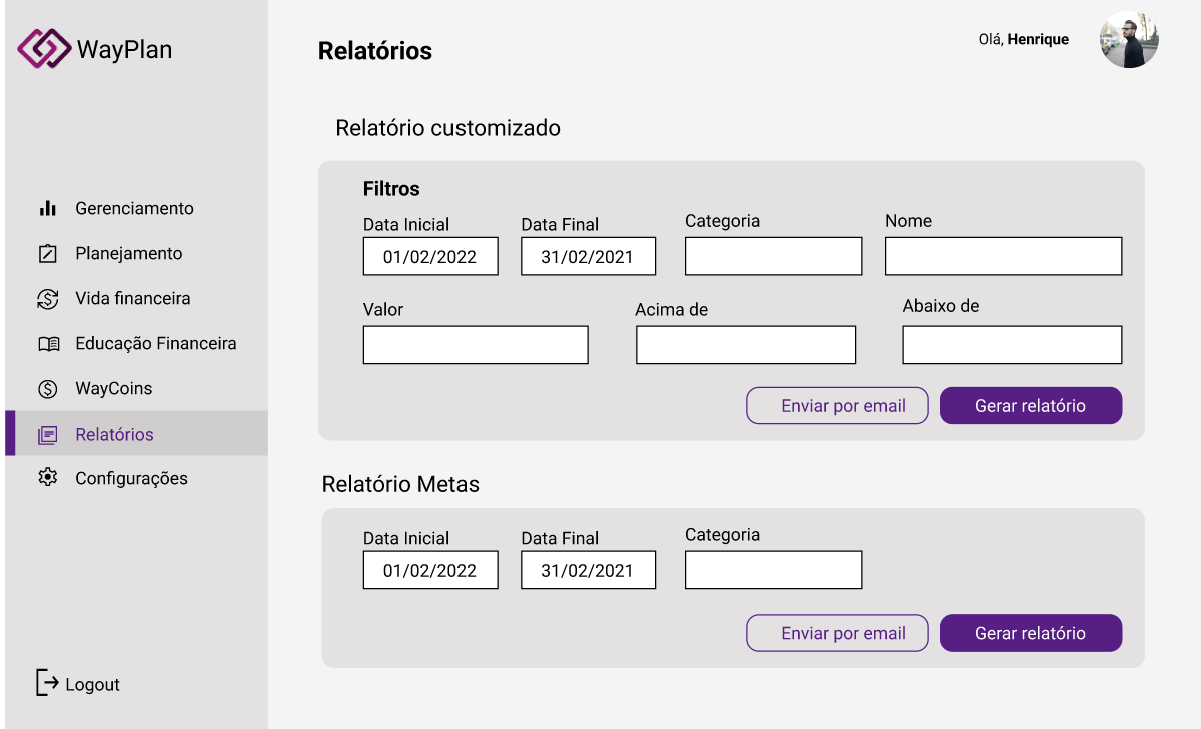 WayPlan
Relatórios
Olá, Henrique
Gerenciamento
Planejamento
Vida financeira
Educação Financeira
WayCoins
Relatórios
Configurações
Logout
Relatório customizado
Filtros
Data Inicial Data Final Categoria Nome
01/02/2022 31/02/2021
Valor Acima de Abaixo de
Enviar por email Gerar relatório
Relatório Metas
Data Inicial Data Final Categoria
01/02/2022 31/02/2021
Enviar por email Gerar relatório